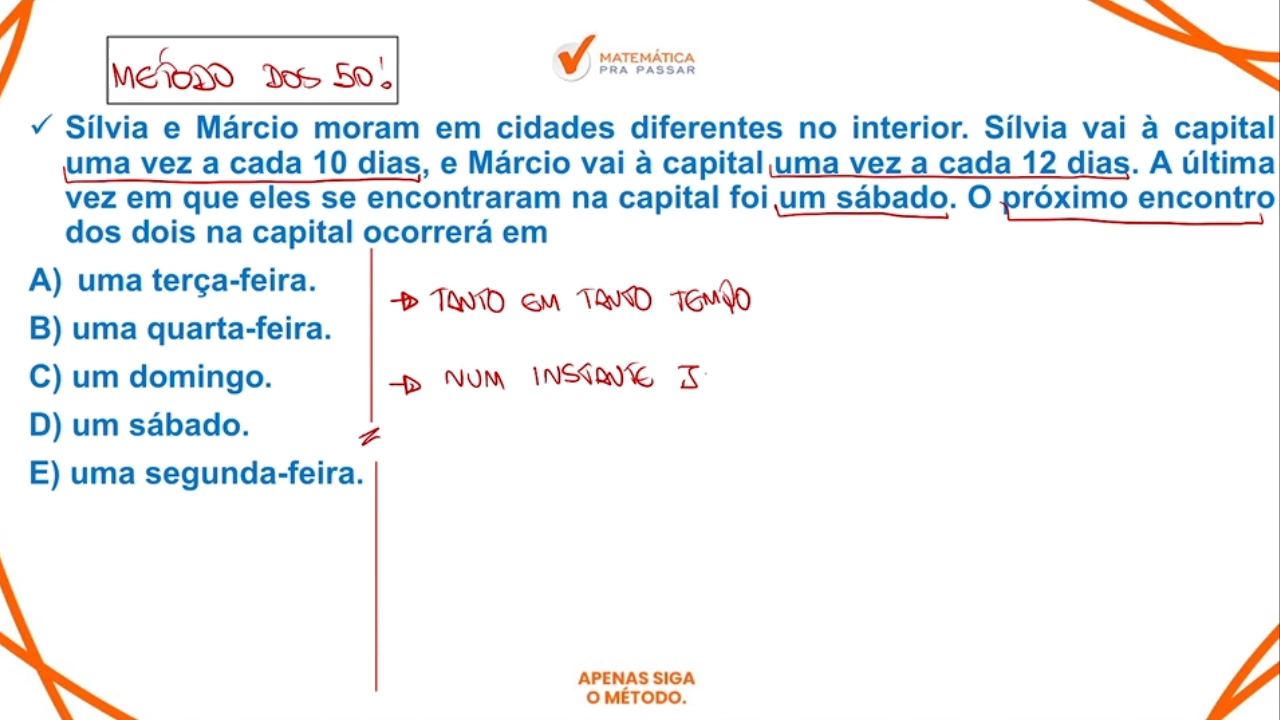 MÉTODO DOS 50!
MATEMÁTICA
PRA PASSAR
✓ Sílvia e Márcio moram em cidades diferentes no interior. Sílvia vai à capital
uma vez a cada 10 dias, e Márcio vai à capital uma vez a cada 12 dias. A última
vez em que eles se encontraram na capital foi um sábado. O próximo encontro
dos dois na capital ocorrerá em
A) uma terça-feira.
B) uma quarta-feira.
C) um domingo.
D) um sábado.
E) uma segunda-feira.
→ TANTO EM TANTO TEMPO
→ NUM INSTANTE I
APENAS SIGA
O MÉTODO.